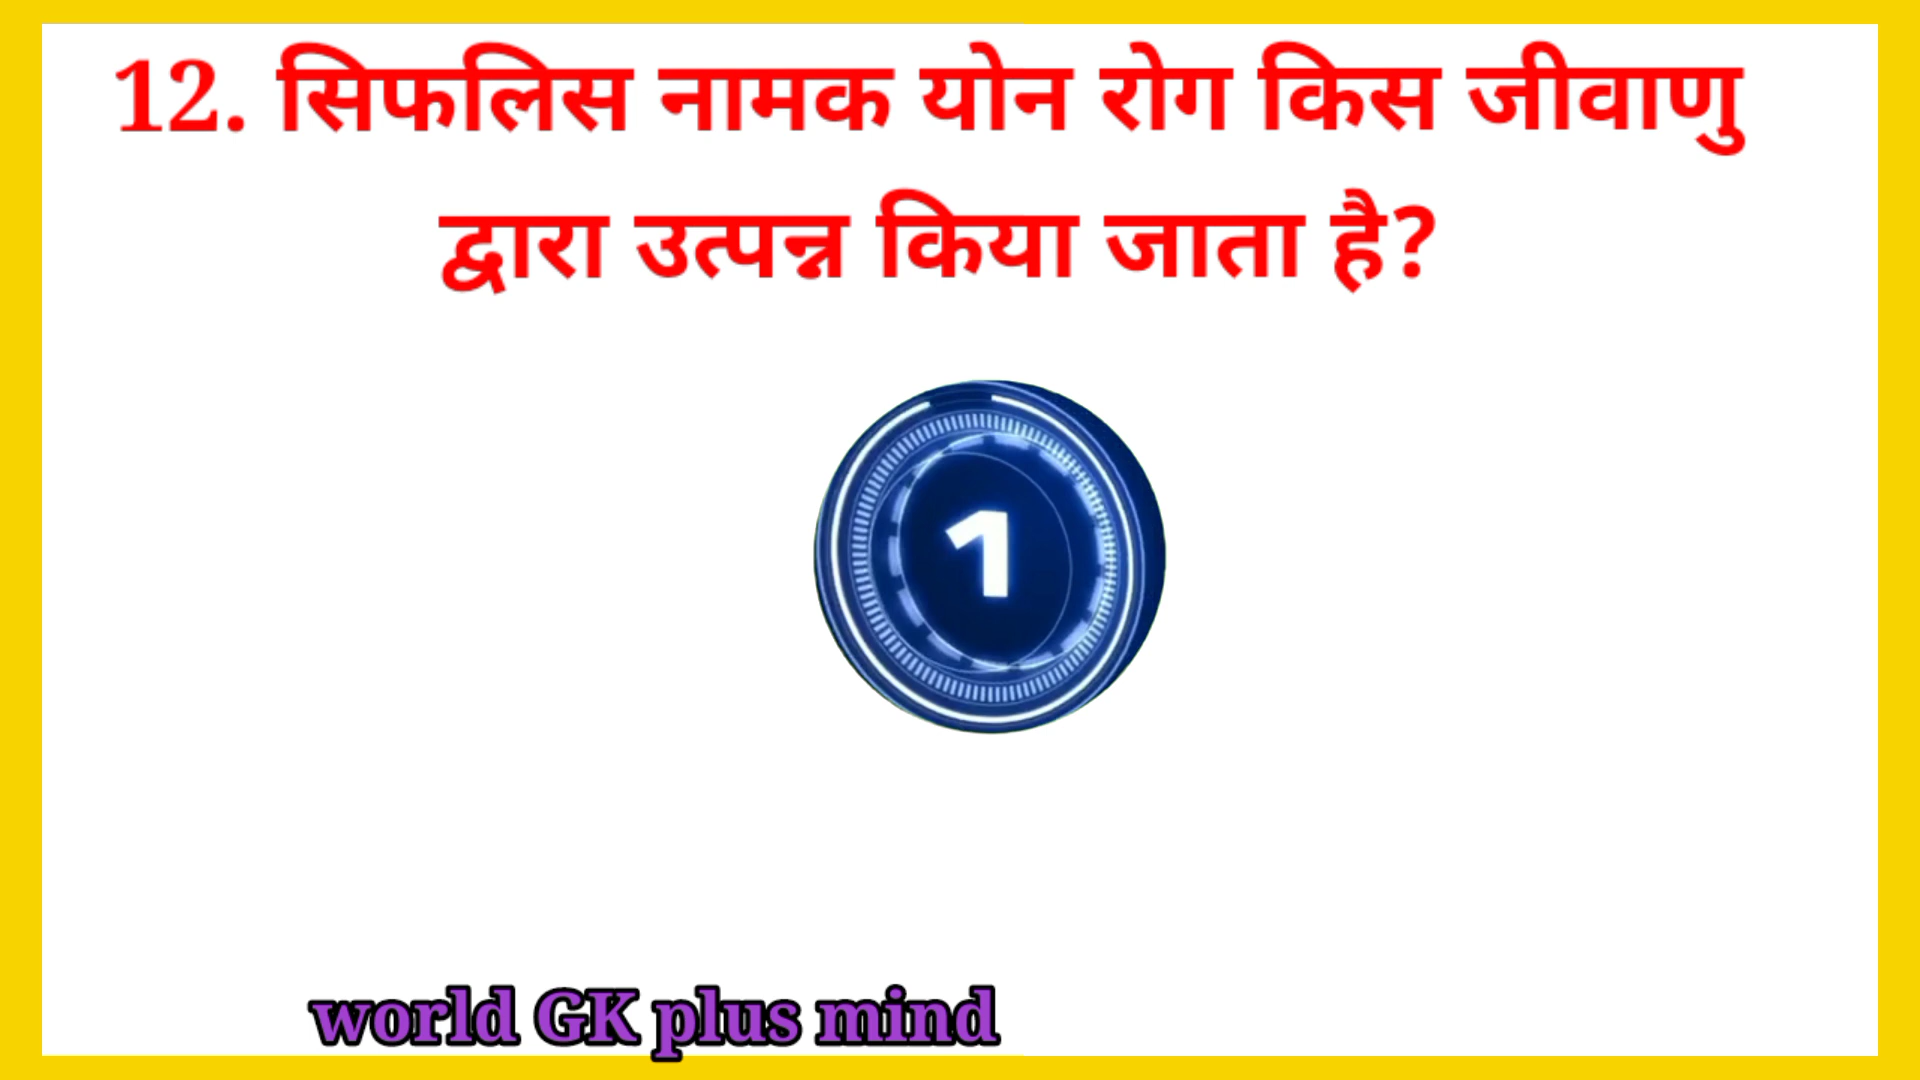 12. सिफलिस नामक योन रोग किस जीवाणु
द्वारा उत्पन्न किया जाता है?
1
world GK plus mind